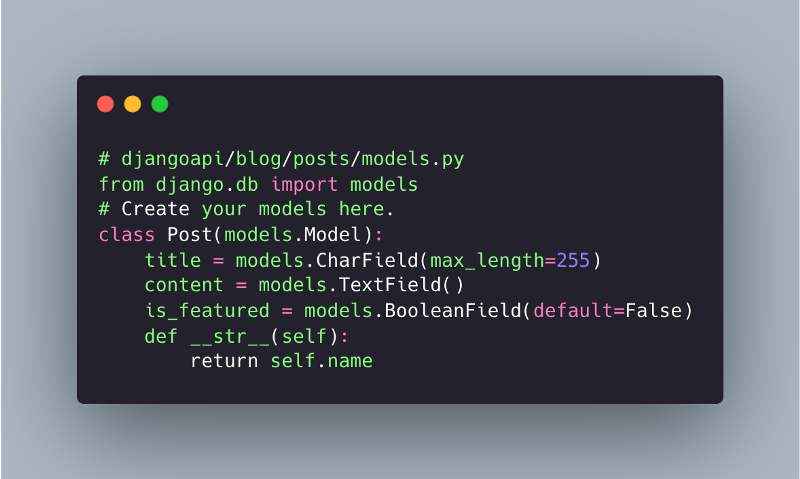 # djangoapi/blog/posts/models.py
from django.db import models
# Create your models here.
class Post(models.Model):
    title = models.CharField(max_length=255)
    content = models.TextField()
    is_featured = models.BooleanField(default=False)
    def __str__(self):
        return self.name